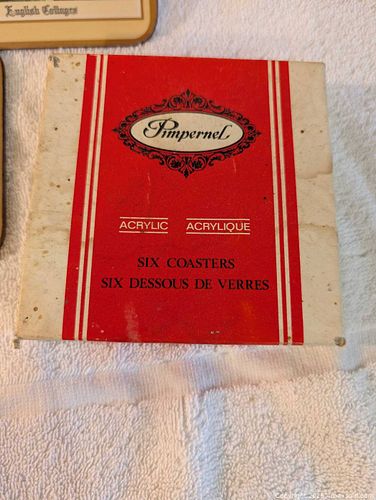 English Cottages
Pimpernel
ACRYLIC ACRYLIQUE
SIX COASTERS
SIX DESSOUS DE VERRES